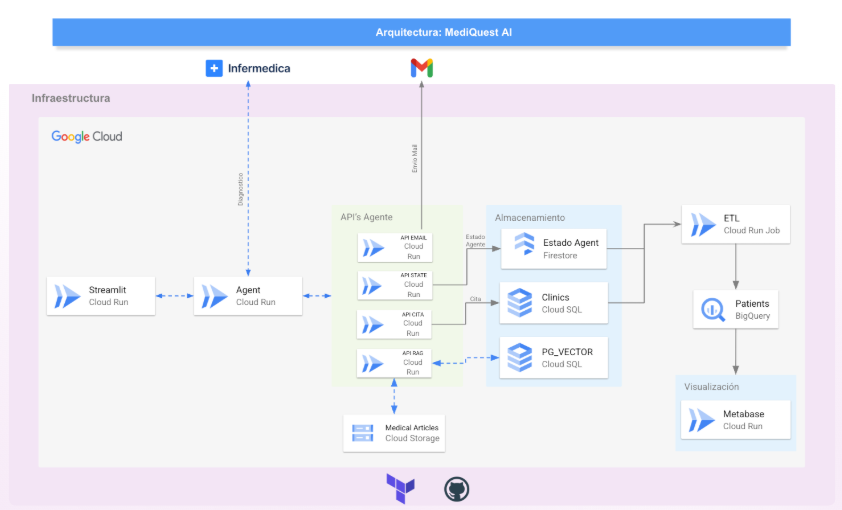 Arquitectura: MediQuest AI
Infermedica
Infraestructura
Google Cloud
Diagnostico
Envio Mail
API's Agente
API EMAIL
Cloud
Run
API STATE
Cloud
Run
API CITA
Cloud
Run
API RAG
Cloud
Run
Streamlit
Cloud Run
Agent
Cloud Run
Estado
Agente
Cita
Almacenamiento
Estado Agent
Firestore
Clinics
Cloud SQL
PG_VECTOR
Cloud SQL
Medical Articles
Cloud Storage
ETL
Cloud Run Job
Patients
BigQuery
Visualización
Metabase
Cloud Run